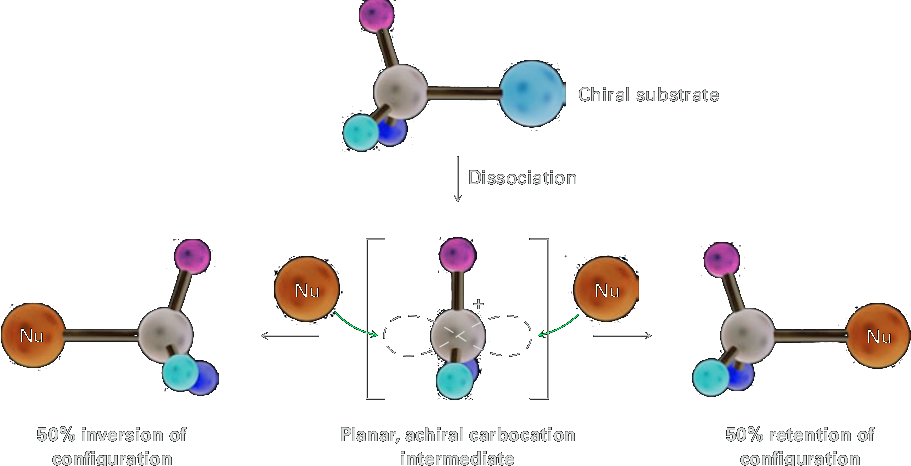 Chiral substrate
Dissociation
Nu
Nu
+
Nu
Nu
50% inversion of
configuration
Planar, achiral carbocation
intermediate
50% retention of
configuration